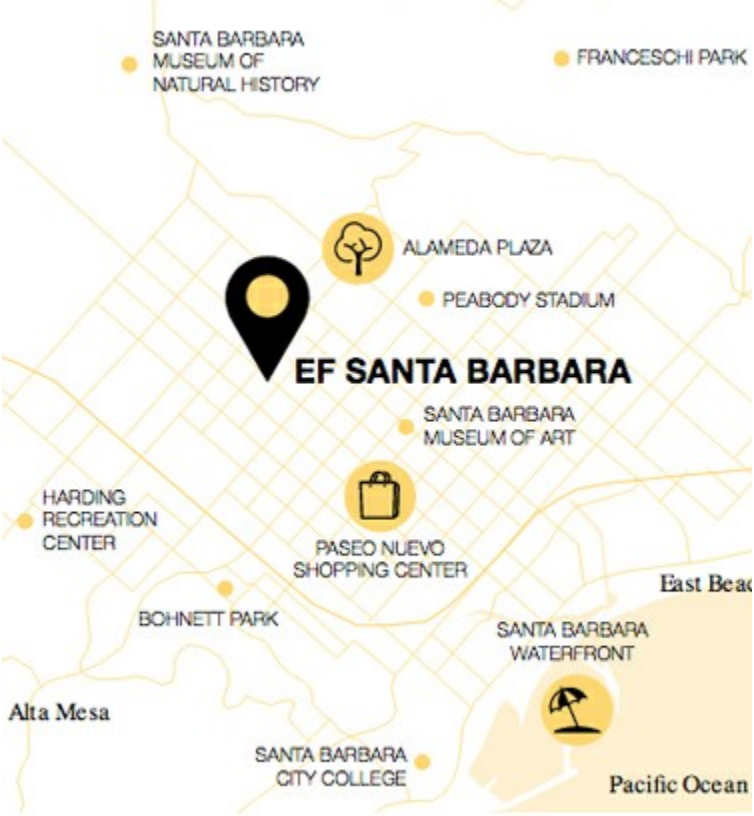 SANTA BARBARA
MUSEUM OF
NATURAL HISTORY
FRANCESCHI PARK
ALAMEDA PLAZA
PEABODY STADIUM
EF SANTA BARBARA
SANTA BARBARA
MUSEUM OF ART
HARDING
RECREATION
CENTER
PASEO NUEVO
SHOPPING CENTER
East Beac
BOHNETT PARK
SANTA BARBARA
WATERFRONT
Alta Mesa
SANTA BARBARA
CITY COLLEGE
Pacific Ocean